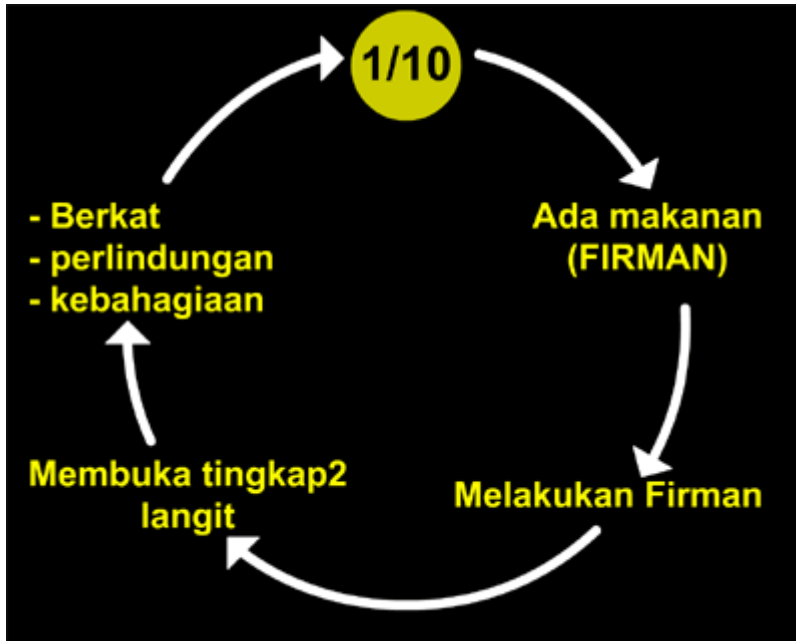 1/10
Ada makanan
(FIRMAN)
Melakukan Firman
Membuka tingkap2
langit
- Berkat
- perlindungan
- kebahagiaan